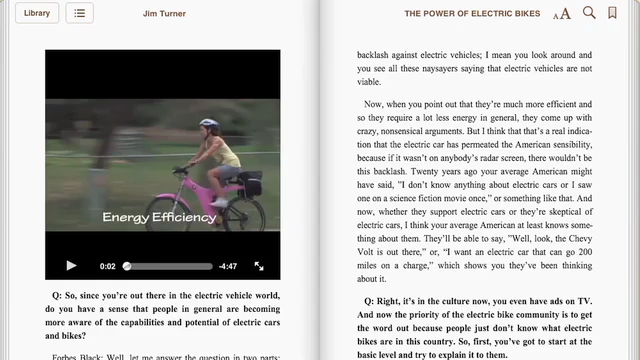 Library
Jim Turner
THE POWER OF ELECTRIC BIKES
AA
Energy Efficiency
0:02
-4:47
Q: So, since you're out there in the electric vehicle world,
do you have a sense that people in general are becoming
more aware of the capabilities and potential of electric cars
and bikes?
Forbes Black: Well, let me answer the question in two parts:
backlash against electric vehicles; I mean you look around and
you see all these naysayers saying that electric vehicles are not
viable.
Now, when you point out that they're much more efficient and
so they require a lot less energy in general, they come up with
crazy, nonsensical arguments. But I think that that's a real indica-
tion that the electric car has permeated the American sensibility,
because if it wasn't on anybody's radar screen, there wouldn't be
this backlash. Twenty years ago your average American might
have said, "I don't know anything about electric cars or I saw
one on a science fiction movie once," or something like that. And
now, whether they support electric cars or they're skeptical of
electric cars, I think your average American at least knows some-
thing about them. They'll be able to say, "Well, look, the Chevy
Volt is out there," or, "I want an electric car that can go 200
miles on a charge," which shows you they've been thinking
about it.
Q: Right, it's in the culture now, you even have ads on TV.
And now the priority of the electric bike community is to get
the word out because people just don't know what electric
bikes are in this country. So, first, you've got to start at the
basic level and try to explain it to them.